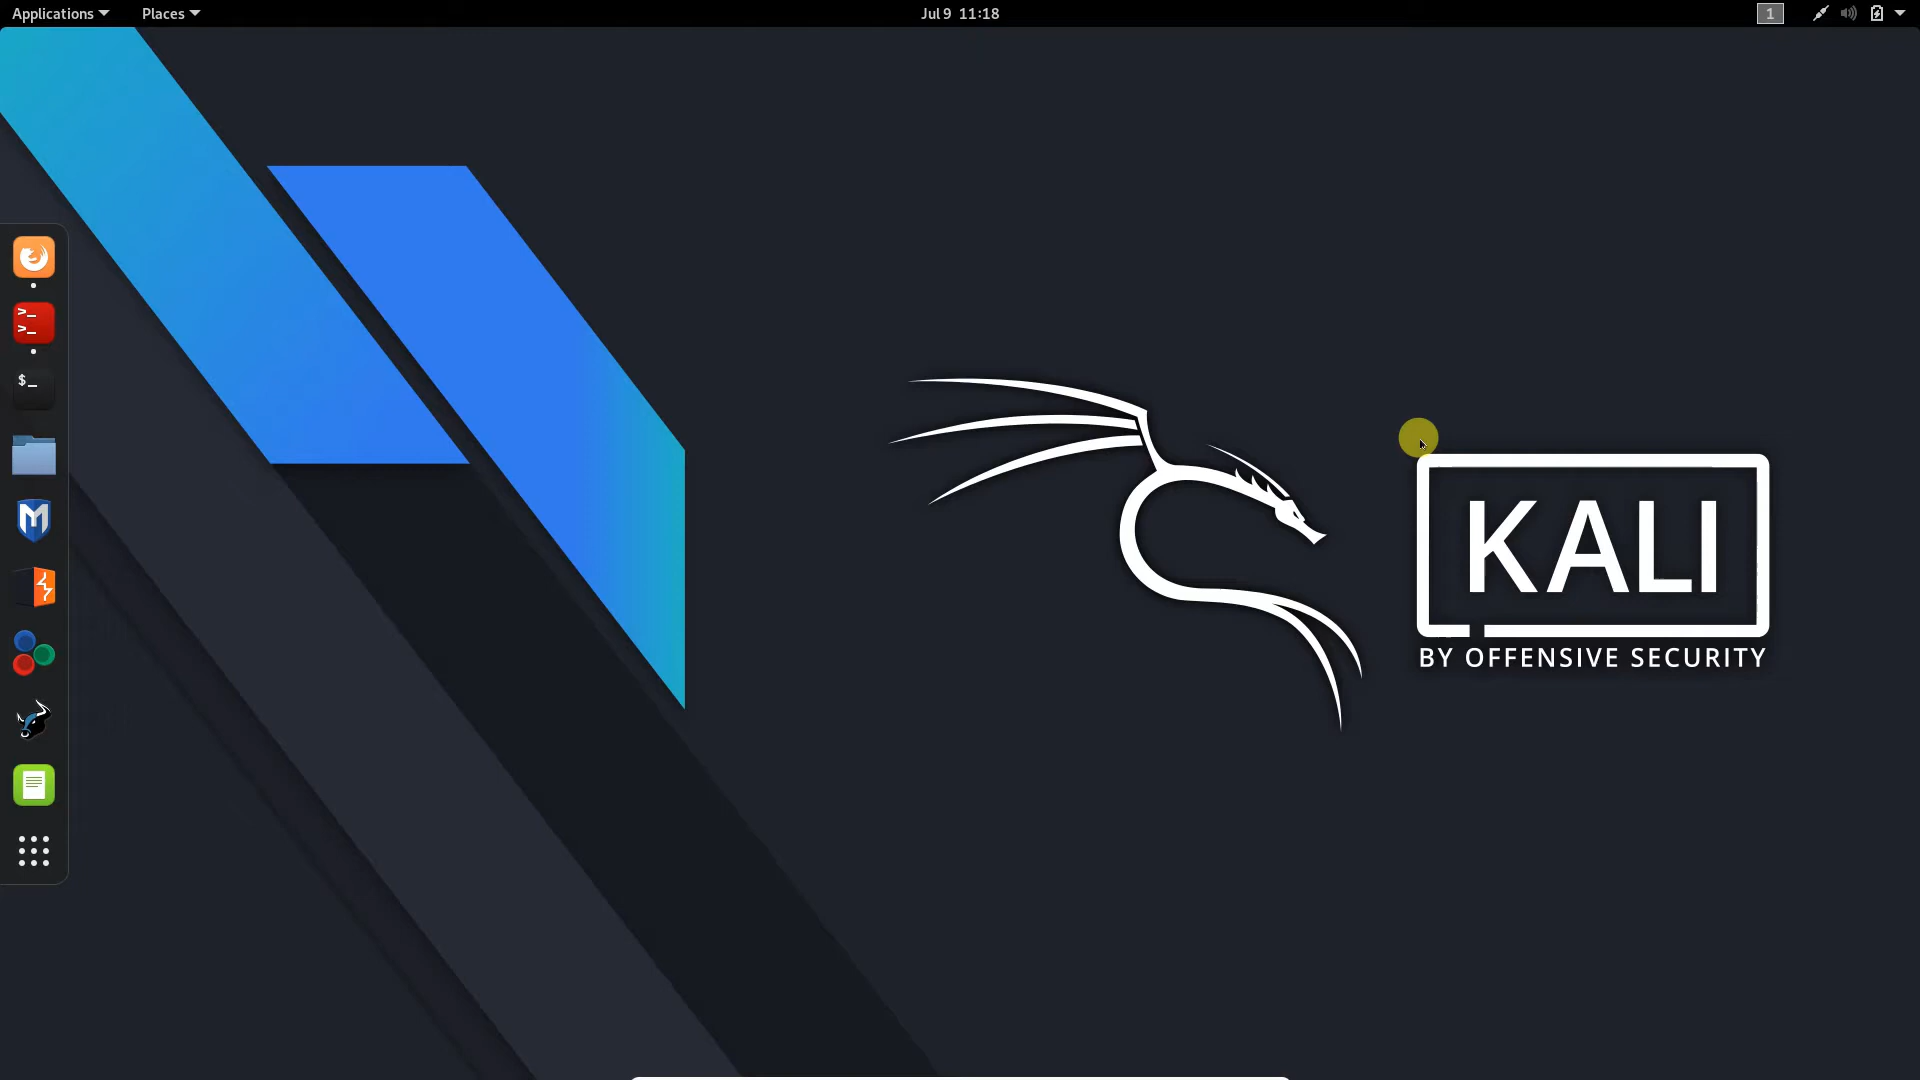 Applications Places Jul 9 11:18 1
>_
>_
$_
M
KALI
BY OFFENSIVE SECURITY